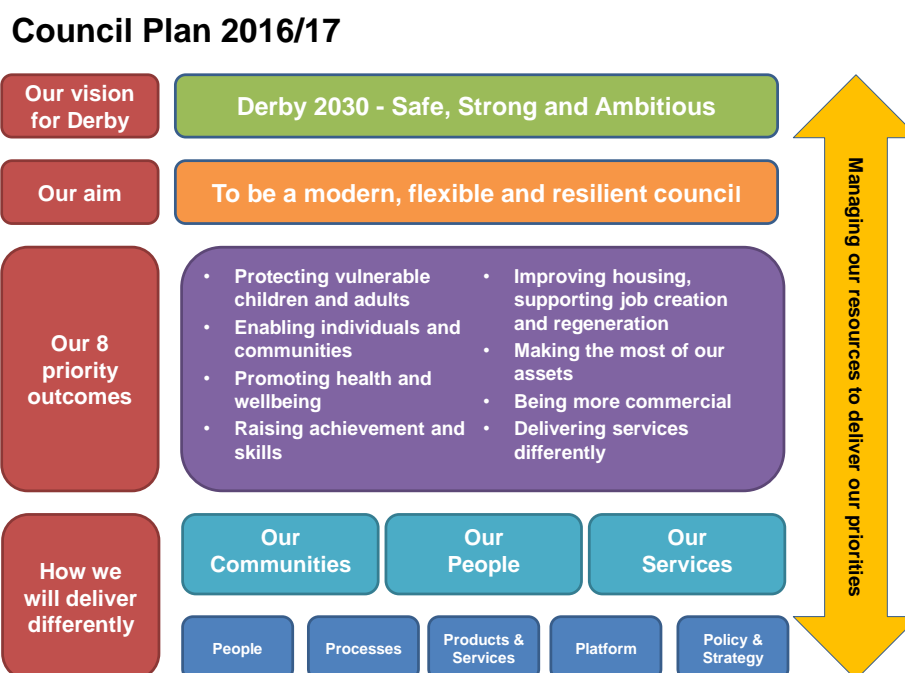 Council Plan 2016/17
Our vision
for Derby
Derby 2030 - Safe, Strong and Ambitious
Our aim
To be a modern, flexible and resilient council
Our 8
priority
outcomes
• Protecting vulnerable
children and adults
• Enabling individuals and
communities
• Promoting health and
wellbeing
• Raising achievement and
skills
• Improving housing,
supporting job creation
and regeneration
• Making the most of our
assets
• Being more commercial
• Delivering services
differently
How we
will deliver
differently
Our
Communities
Our
People
Our
Services
People
Processes
Products &
Services
Platform
Policy &
Strategy
Managing our resources to deliver our priorities